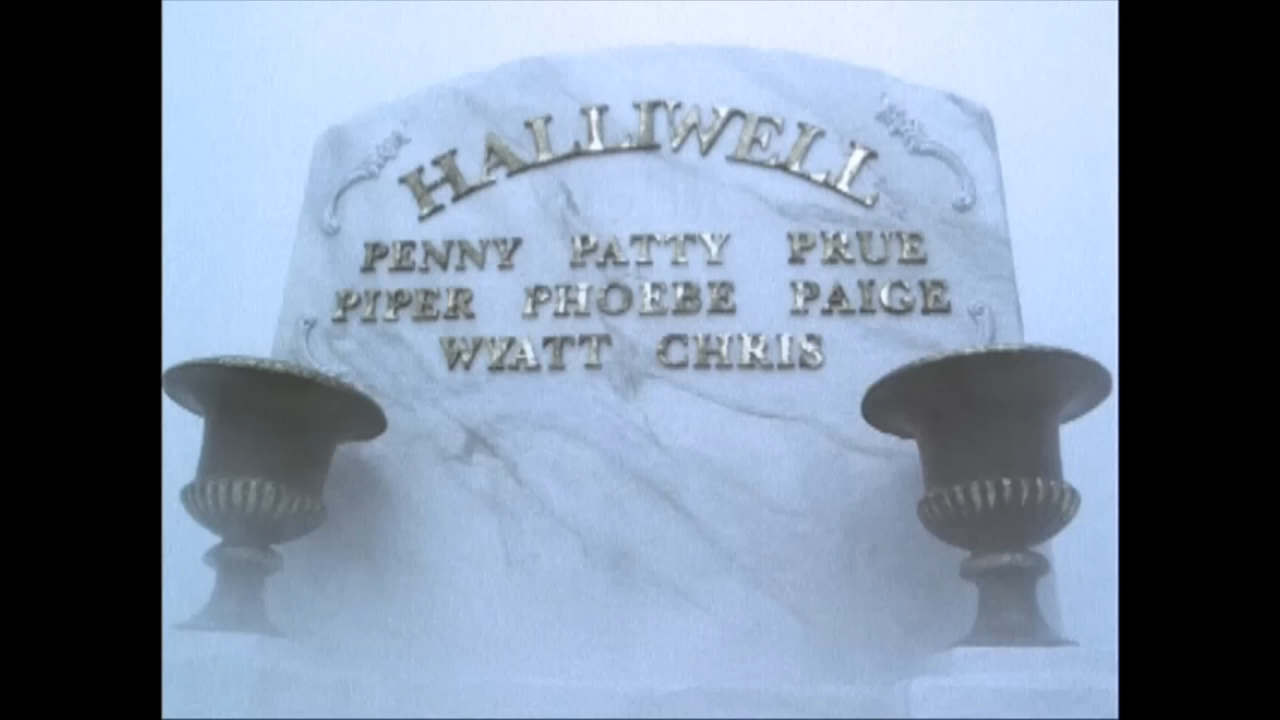 HALLIWELL
PENNY PATTY PRUE
PIPER PHOEBE PAIGE
WYATT CHRIS